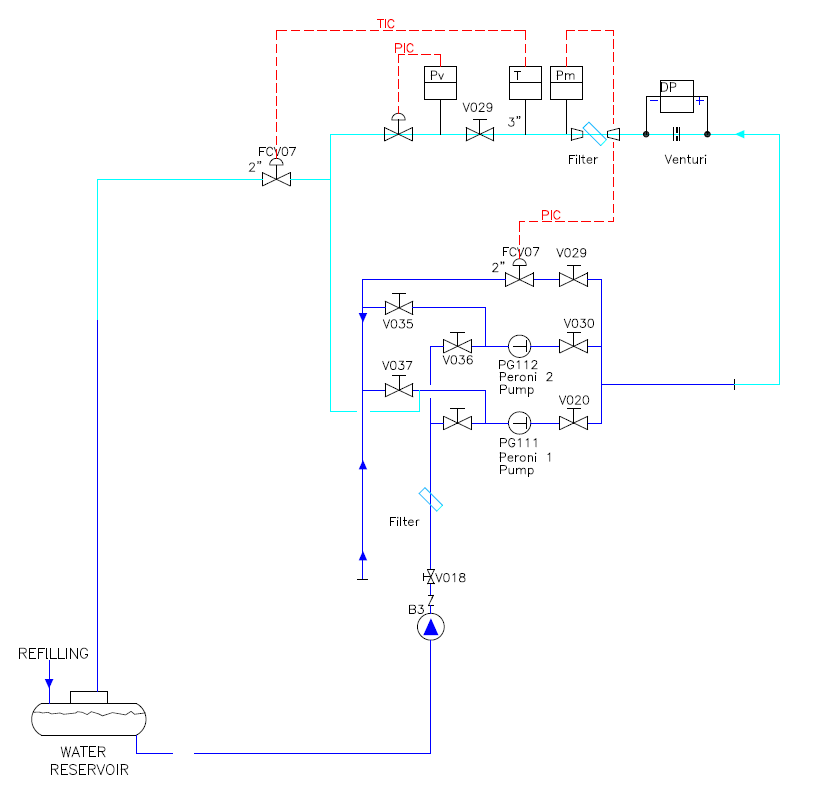 TIC
PIC
Pv
T
Pm
DP
− +
V029
3"
Filter
Venturi
FCV07
2"
PIC
FCV07
V029
2"
V035
V030
V036
PG112
Peroni 2
Pump
V037
V020
PG111
Peroni 1
Pump
Filter
V018
B3
REFILLING
WATER
RESERVOIR